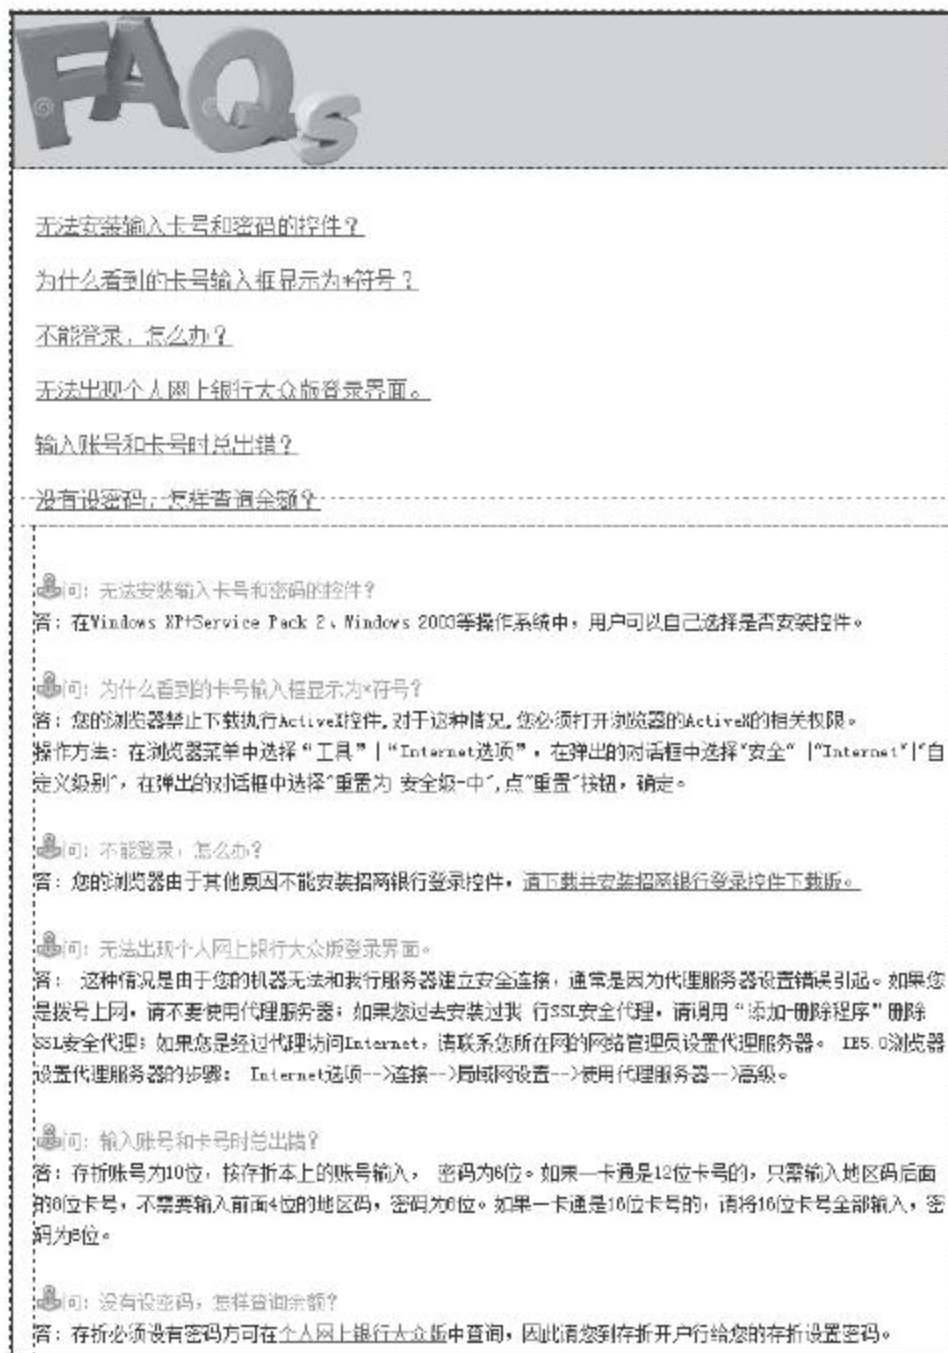 FAQs
无法安装输入卡号和密码的控件？
为什么看到的卡号输入框显示为*符号？
不能登录，怎么办？
无法出现个人网上银行大众版登录界面。
输入账号和卡号时总出错？
没有设密码，怎样查询余额？
问：无法安装输入卡号和密码的控件？
答：在Windows XP+Service Pack 2、Windows 2003等操作系统中，用户可以自己选择是否安装控件。
问：为什么看到的卡号输入框显示为*符号？
答：您的浏览器禁止下载执行ActiveX控件,对于这种情况,您必须打开浏览器的ActiveX的相关权限。
操作方法：在浏览器菜单中选择“工具”|“Internet选项”，在弹出的对话框中选择"安全" |"Internet"|"自
定义级别"，在弹出的对话框中选择"重置为 安全级-中",点"重置"按钮，确定。
问：不能登录，怎么办？
答：您的浏览器由于其他原因不能安装招商银行登录控件，请下载并安装招商银行登录控件下载版。
问：无法出现个人网上银行大众版登录界面。
答： 这种情况是由于您的机器无法和我行服务器建立安全连接，通常是因为代理服务器设置错误引起。如果您
是拨号上网，请不要使用代理服务器；如果您过去安装过我 行SSL安全代理，请调用“添加-删除程序”删除
SSL安全代理；如果您是经过代理访问Internet，请联系您所在网的网络管理员设置代理服务器。 IE5.0浏览器
设置代理服务器的步骤： Internet选项-->连接-->局域网设置-->使用代理服务器-->高级。
问：输入账号和卡号时总出错？
答：存折账号为10位，按存折本上的账号输入， 密码为6位。如果一卡通是12位卡号的，只需输入地区码后面
的8位卡号，不需要输入前面4位的地区码，密码为6位。如果一卡通是16位卡号的，请将16位卡号全部输入，密
码为6位。
问：没有设密码，怎样查询余额？
答：存折必须设有密码方可在个人网上银行大众版中查询，因此请您到存折开户行给您的存折设置密码。